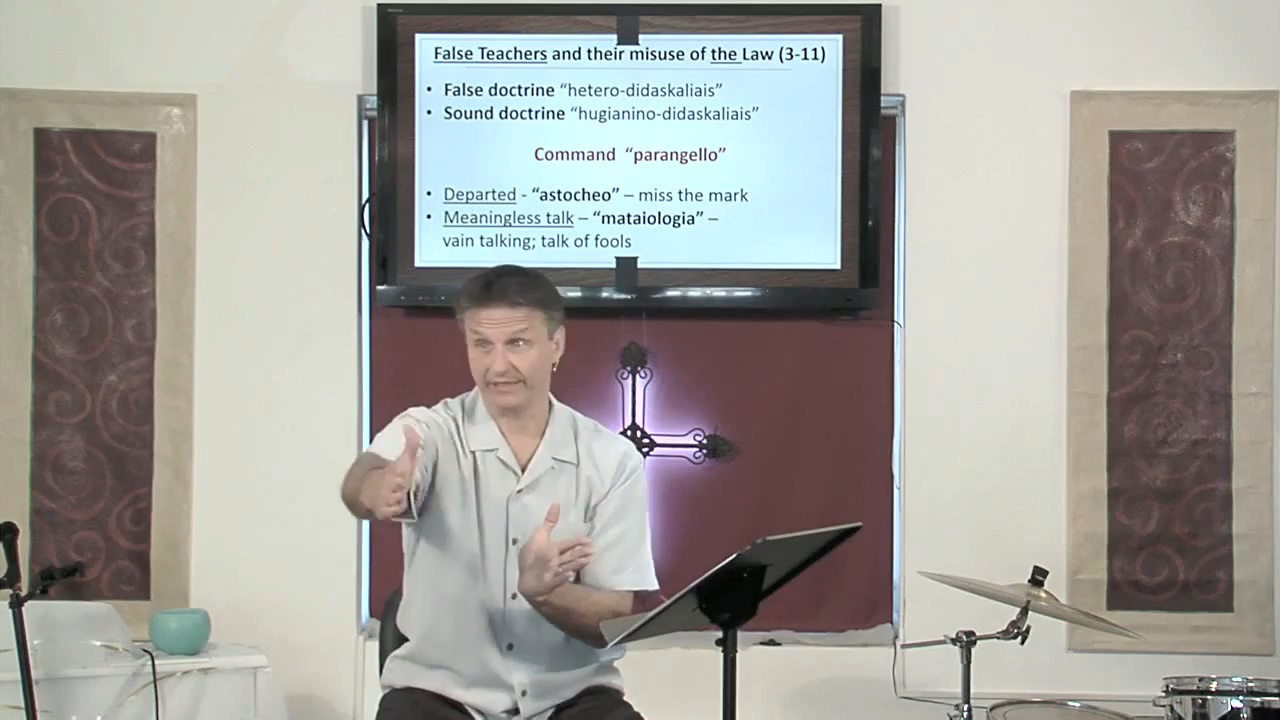 False Teachers and their misuse of the Law (3-11)
• False doctrine “hetero-didaskaliais”
• Sound doctrine “hugianino-didaskaliais”
Command “parangello”
• Departed - “astocheo” – miss the mark
• Meaningless talk – “mataiologia” –
vain talking; talk of fools